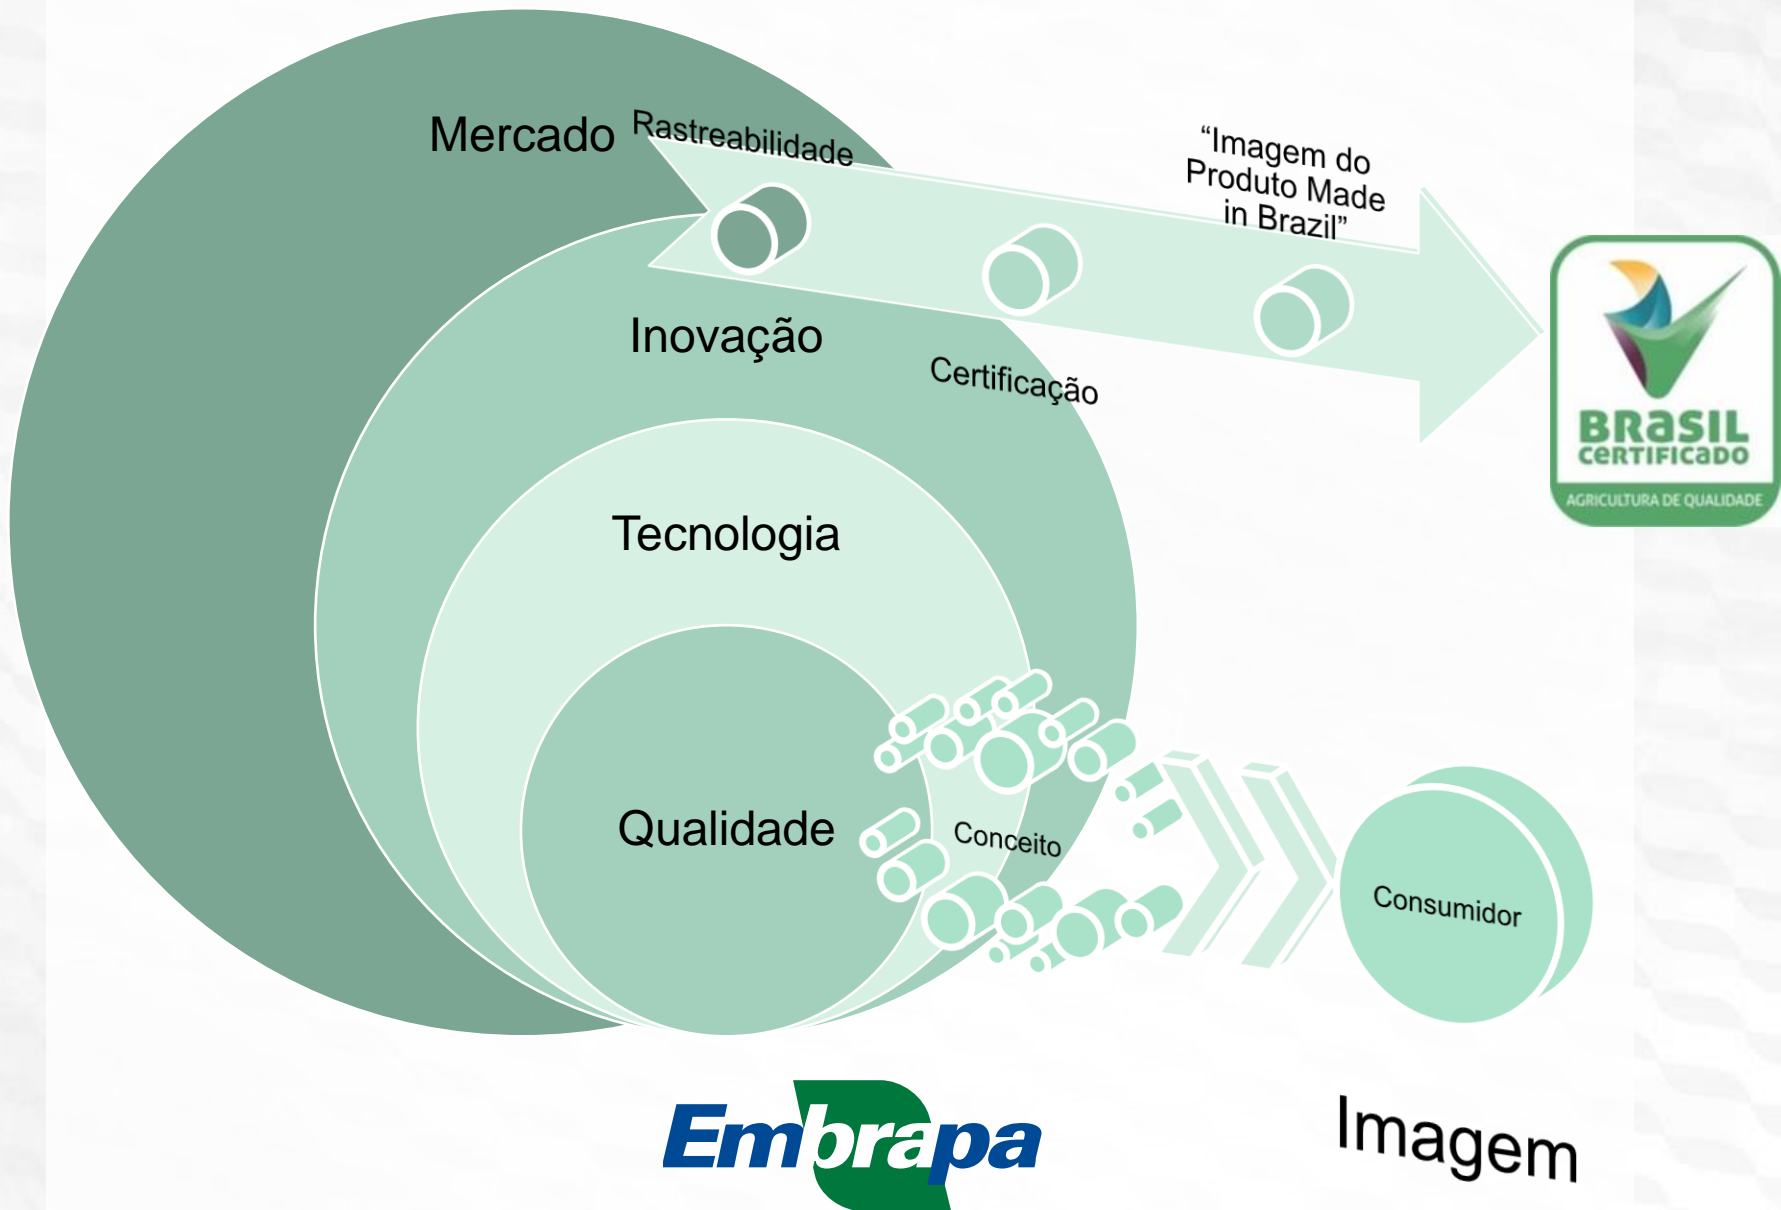 Mercado
Rastreabilidade
“Imagem do
Produto Made
in Brazil”
Inovação
Certificação
BRasIL
CeRTIFICaDO
AGRICULTURA DE QUALIDADE
Tecnologia
Qualidade
Conceito
Consumidor
Embrapa
Imagem